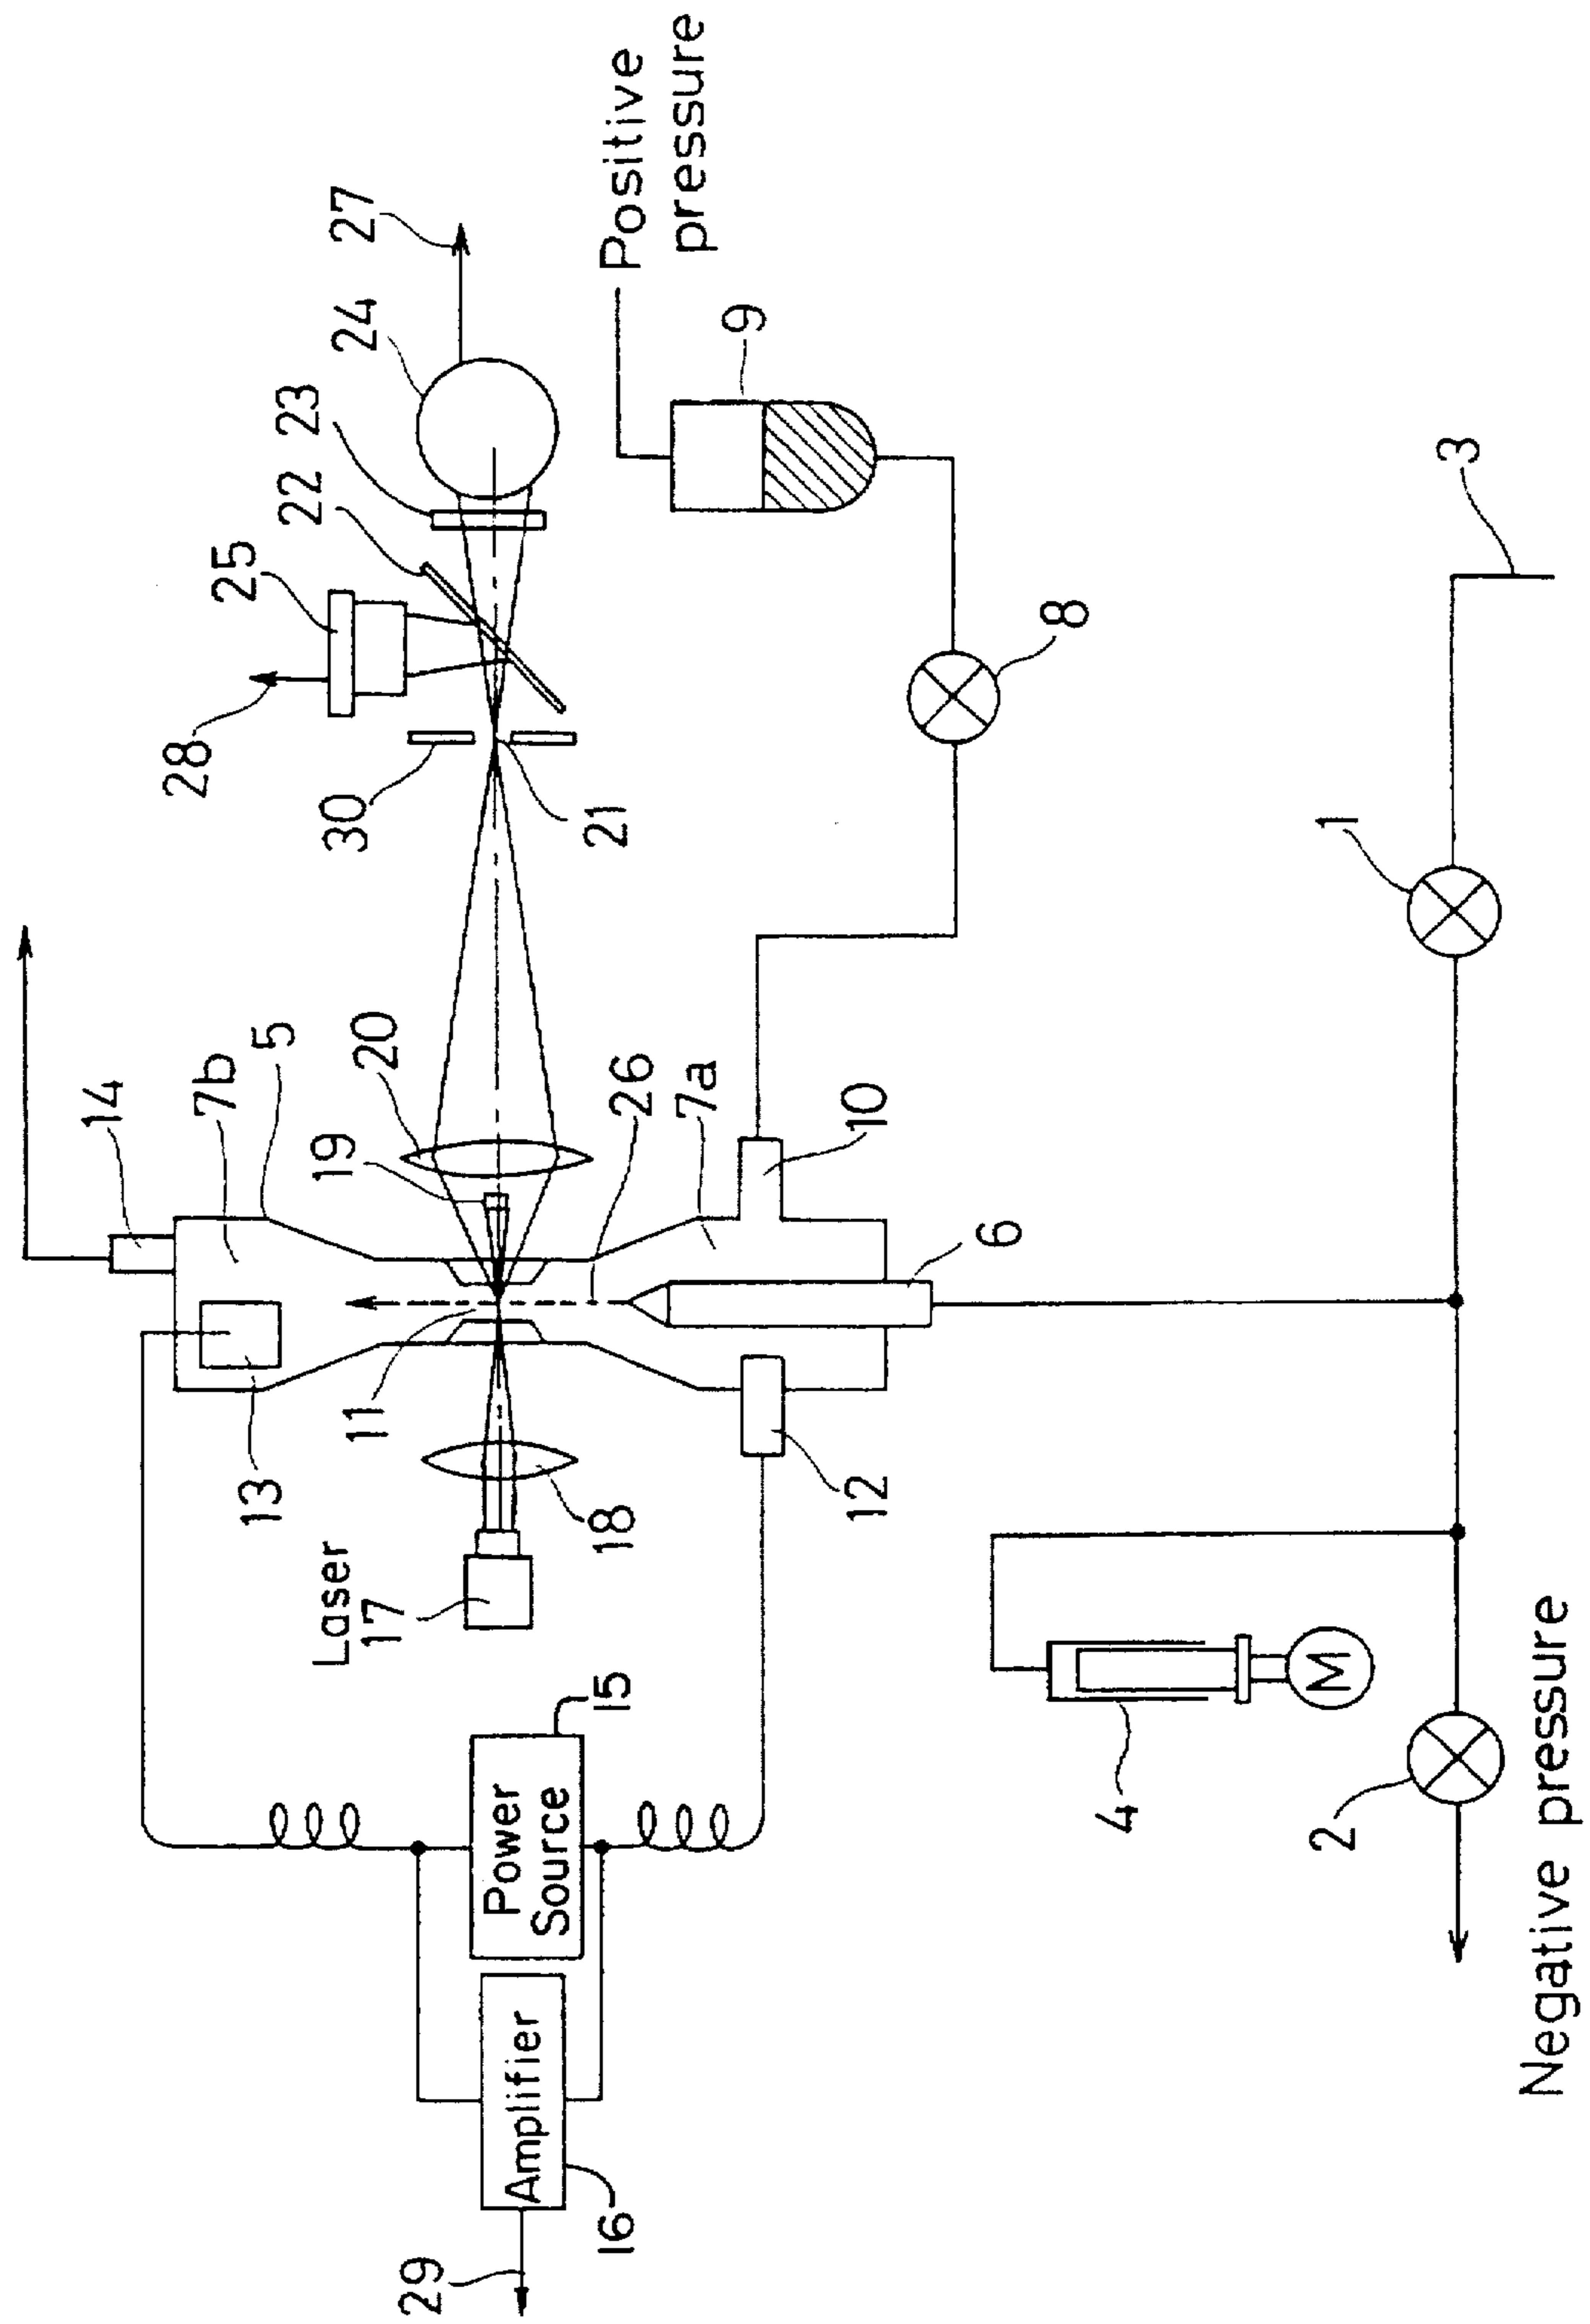 14
28
7b
25
13
5
22
23
Laser
17
19
30
24
27
11
20
29
Power
Source
15
Amplifier
16
18
21
Positive
pressure
26
7a
9
12
10
6
8
4
M
2
1
3
Negative pressure